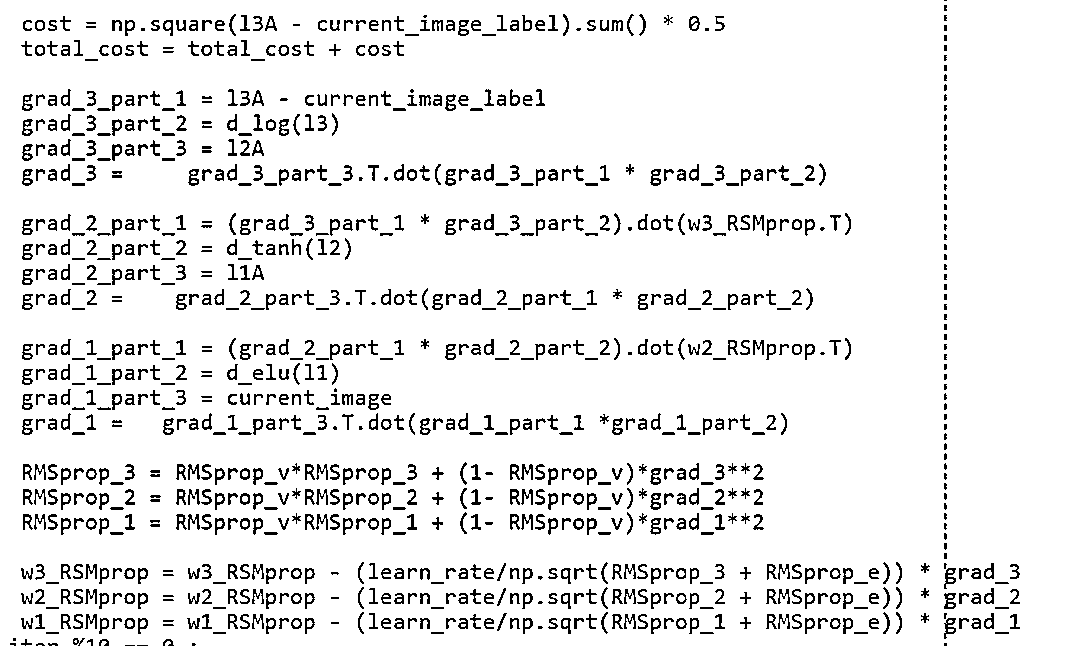 cost = np.square(l3A - current_image_label).sum() * 0.5
total_cost = total_cost + cost
grad_3_part_1 = l3A - current_image_label
grad_3_part_2 = d_log(l3)
grad_3_part_3 = l2A
grad_3 =     grad_3_part_3.T.dot(grad_3_part_1 * grad_3_part_2)
grad_2_part_1 = (grad_3_part_1 * grad_3_part_2).dot(w3_RSMprop.T)
grad_2_part_2 = d_tanh(l2)
grad_2_part_3 = l1A
grad_2 =    grad_2_part_3.T.dot(grad_2_part_1 * grad_2_part_2)
grad_1_part_1 = (grad_2_part_1 * grad_2_part_2).dot(w2_RSMprop.T)
grad_1_part_2 = d_elu(l1)
grad_1_part_3 = current_image
grad_1 =   grad_1_part_3.T.dot(grad_1_part_1 *grad_1_part_2)
RMSprop_3 = RMSprop_v*RMSprop_3 + (1- RMSprop_v)*grad_3**2
RMSprop_2 = RMSprop_v*RMSprop_2 + (1- RMSprop_v)*grad_2**2
RMSprop_1 = RMSprop_v*RMSprop_1 + (1- RMSprop_v)*grad_1**2
w3_RSMprop = w3_RSMprop - (learn_rate/np.sqrt(RMSprop_3 + RMSprop_e)) * grad_3
w2_RSMprop = w2_RSMprop - (learn_rate/np.sqrt(RMSprop_2 + RMSprop_e)) * grad_2
w1_RSMprop = w1_RSMprop - (learn_rate/np.sqrt(RMSprop_1 + RMSprop_e)) * grad_1